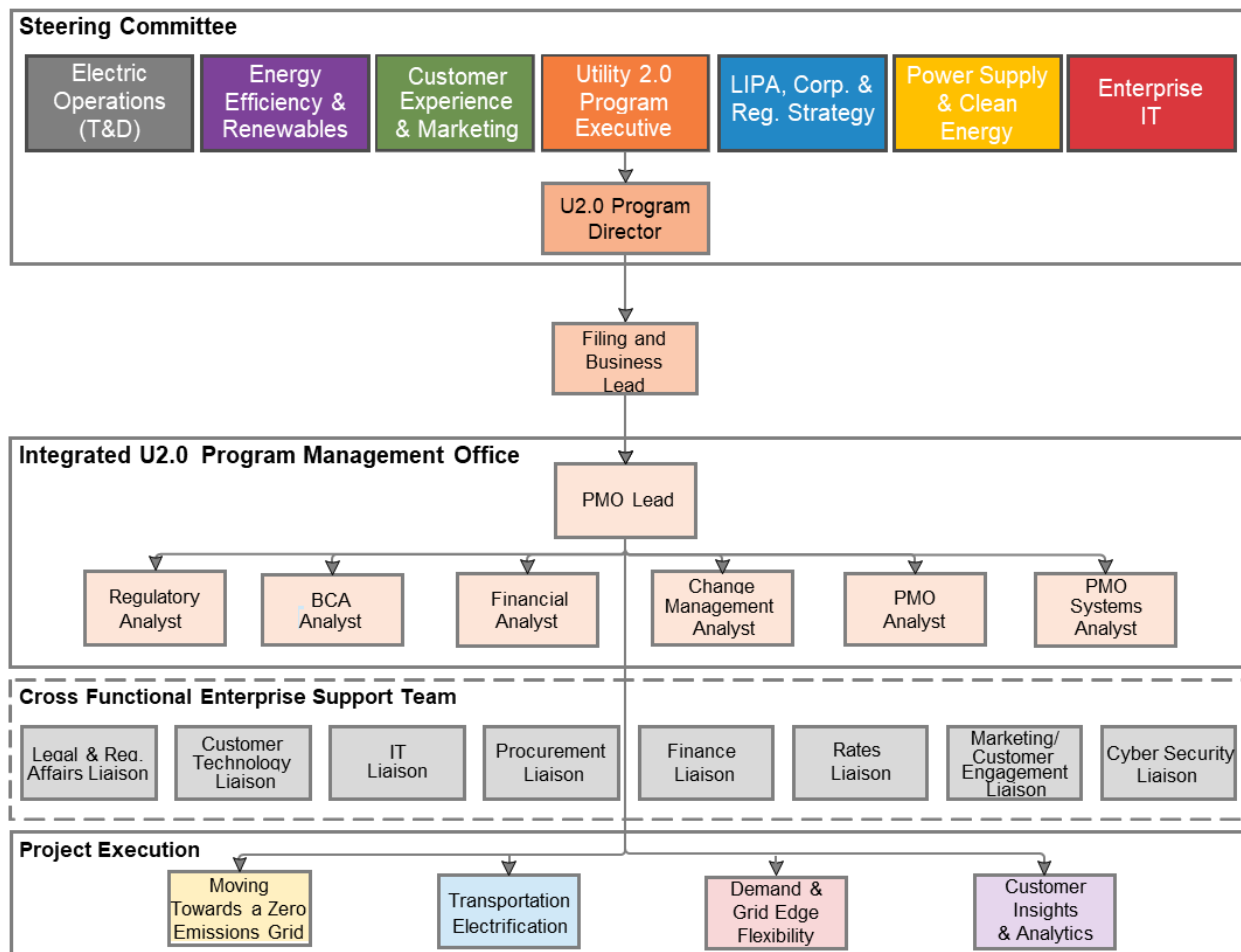 Steering Committee
Electric
Operations
(T&D)
Energy
Efficiency &
Renewables
Customer
Experience
& Marketing
Utility 2.0
Program
Executive
LIPA, Corp. &
Reg. Strategy
Power Supply
& Clean
Energy
Enterprise
IT
U2.0 Program
Director
Filing and
Business
Lead
Integrated U2.0 Program Management Office
PMO Lead
Regulatory
Analyst
BCA
Analyst
Financial
Analyst
Change
Management
Analyst
PMO
Analyst
PMO
Systems
Analyst
Cross Functional Enterprise Support Team
Legal & Reg.
Affairs Liaison
Customer
Technology
Liaison
IT
Liaison
Procurement
Liaison
Finance
Liaison
Rates
Liaison
Marketing/
Customer
Engagement
Liaison
Cyber Security
Liaison
Project Execution
Moving
Towards a Zero
Emissions Grid
Transportation
Electrification
Demand &
Grid Edge
Flexibility
Customer
Insights
& Analytics